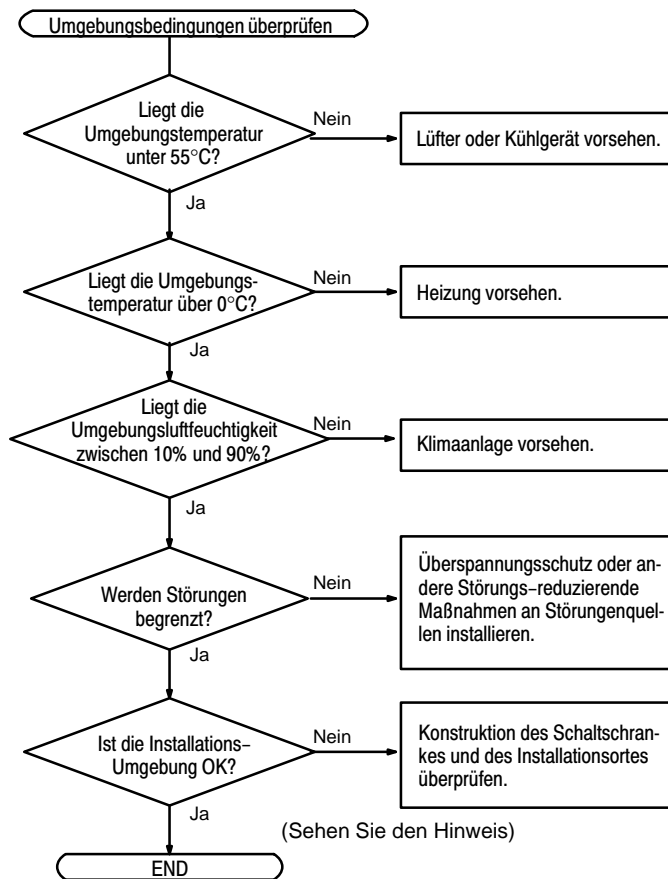 Umgebungsbedingungen überprüfen
Liegt die
Umgebungstemperatur
unter 55°C?
Nein
Lüfter oder Kühlgerät vorsehen.
Ja
Liegt die Umgebungs-
temperatur über 0°C?
Nein
Heizung vorsehen.
Ja
Liegt die
Umgebungsluftfeuchtigkeit
zwischen 10% und 90%?
Nein
Klimaanlage vorsehen.
Ja
Werden Störungen
begrenzt?
Nein
Überspannungsschutz oder an-
dere Störungs-reduzierende
Maßnahmen an Störungenquel-
len installieren.
Ja
Ist die Installations-
Umgebung OK?
Nein
Konstruktion des Schaltschran-
kes und des Installationsortes
überprüfen.
Ja
(Sehen Sie den Hinweis)
END